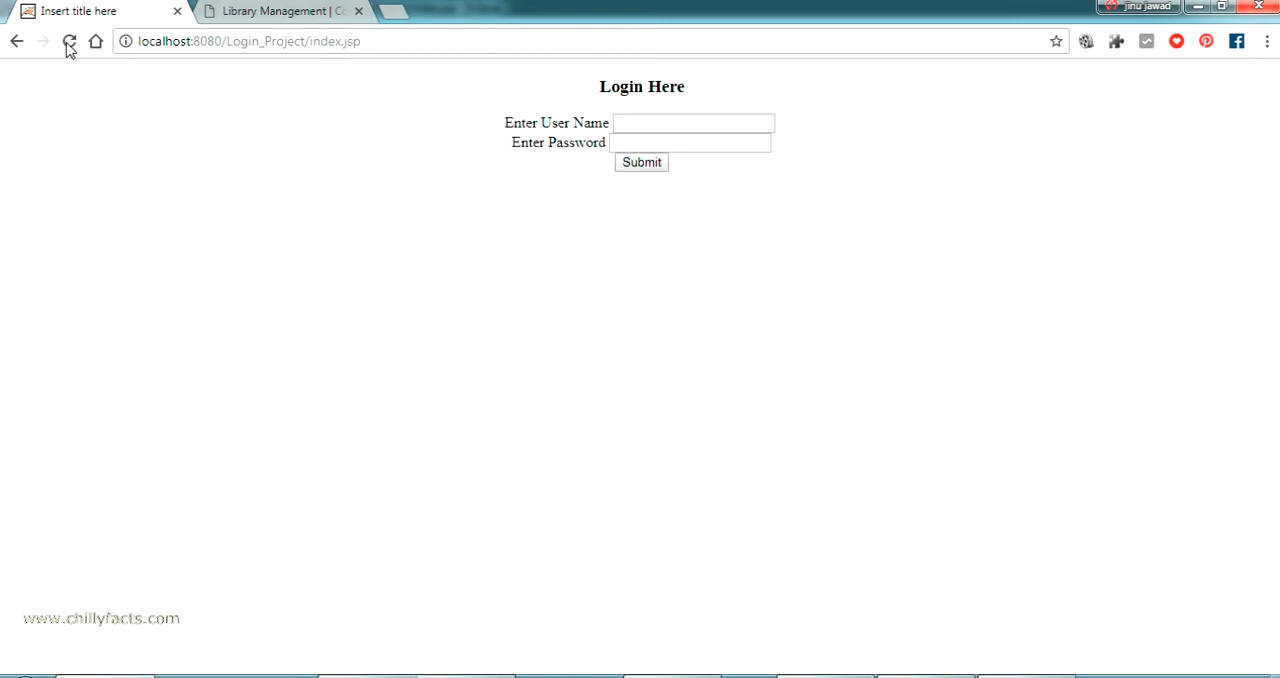 Insert title here
Library Management | Co
jinu jawad
localhost:8080/Login_Project/index.jsp
Login Here
Enter User Name
Enter Password
Submit
www.chillyfacts.com